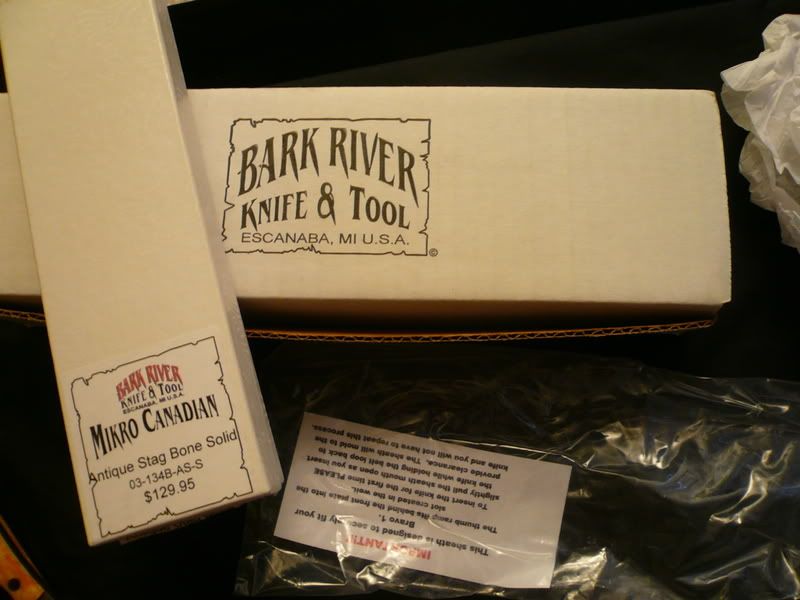 BARK RIVER
KNIFE & TOOL
ESCANABA, MI U.S.A.
©
BARK RIVER
KNIFE & TOOL
ESCANABA, MI U.S.A.
MIKRO CANADIAN
Antique Stag Bone Solid
03-134B-AS-S
$129.95
IMPORTANT!!
This sheath is designed to securely fit your
Bravo 1.
The thumb ramp fits behind the front piece into the
slot created in the welt.
To insert the knife for the first time PLEASE
slightly pull the belt loop back to
open the sheath mouth as you insert
the knife while holding
provide clearance. The sheath will mold to the
knife and you will not have to repeat this process.